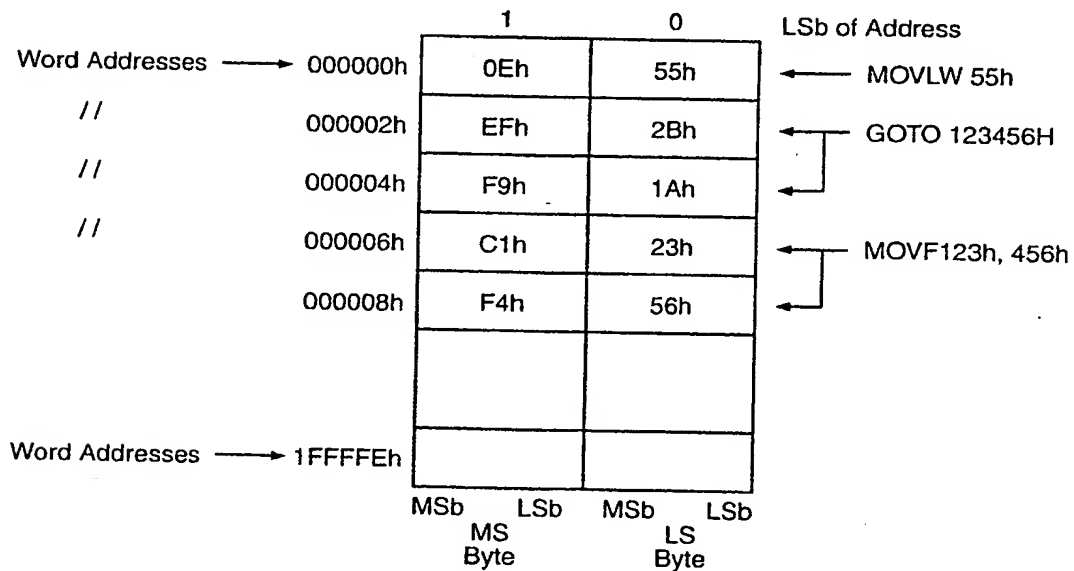 1 0 LSb of Address
Word Addresses 000000h 0Eh 55h MOVLW 55h
// 000002h EFh 2Bh GOTO 123456H
// 000004h F9h 1Ah
// 000006h C1h 23h MOVF123h, 456h
000008h F4h 56h
Word Addresses 1FFFFEh
MSb LSb MSb LSb
MS LS
Byte Byte